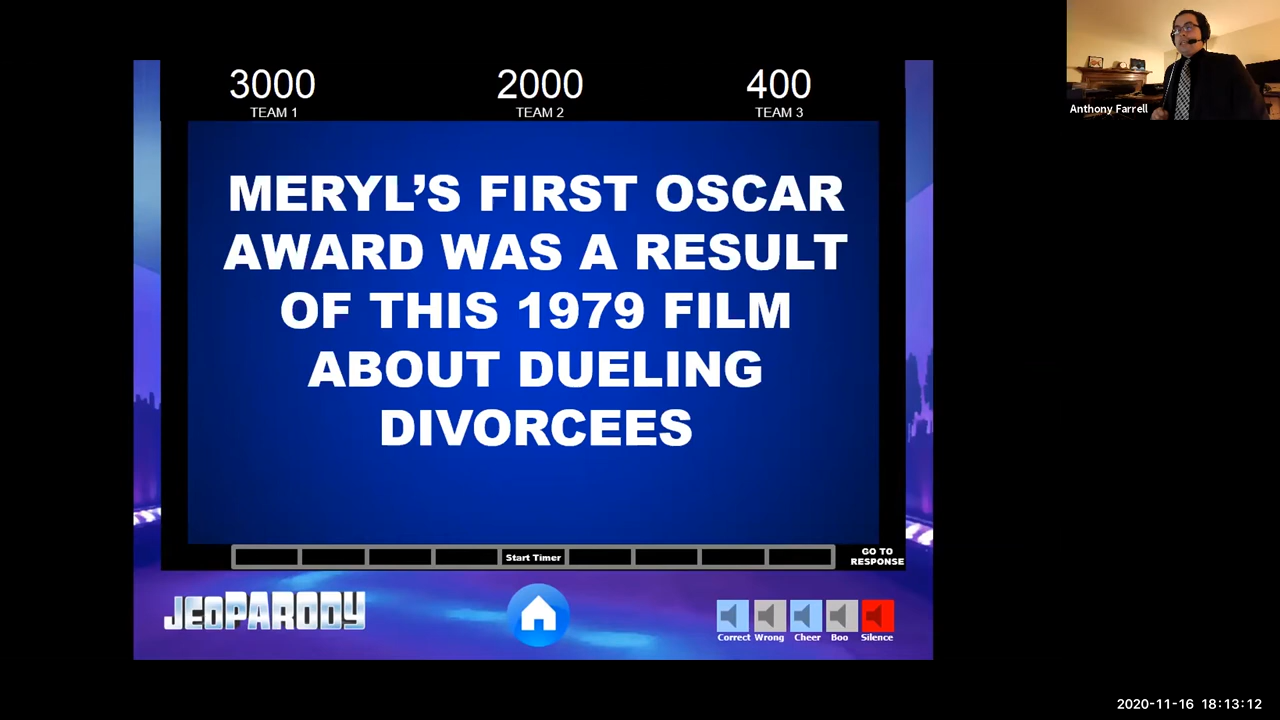 3000
TEAM 1
2000
TEAM 2
400
TEAM 3
MERYL’S FIRST OSCAR
AWARD WAS A RESULT
OF THIS 1979 FILM
ABOUT DUELING
DIVORCEES
Start Timer
GO TO
RESPONSE
JEOPARODY
Correct
Wrong
Cheer
Boo
Silence
Anthony Farrell
2020-11-16 18:13:12